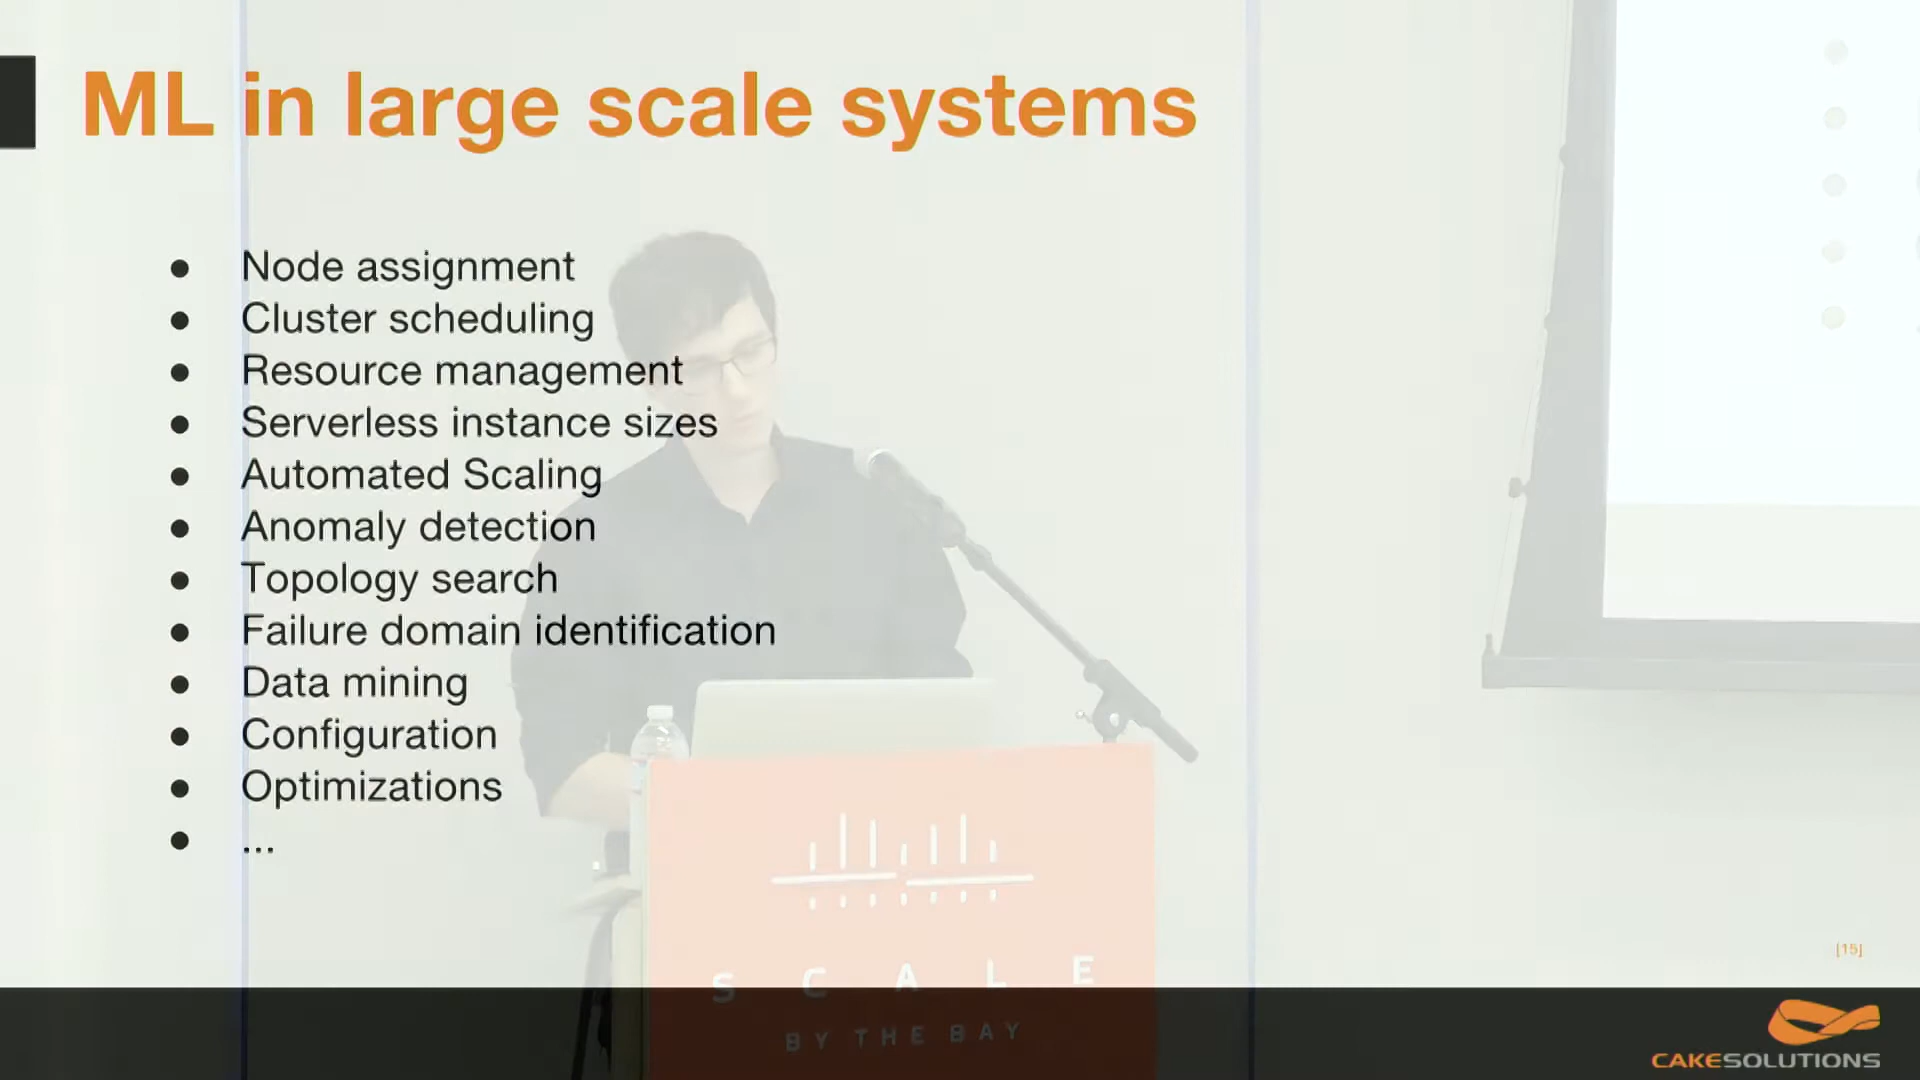 ML in large scale systems
● Node assignment
● Cluster scheduling
● Resource management
● Serverless instance sizes
● Automated Scaling
● Anomaly detection
● Topology search
● Failure domain identification
● Data mining
● Configuration
● Optimizations
● ...
[15]
SCALE
BY THE BAY
CAKESOLUTIONS